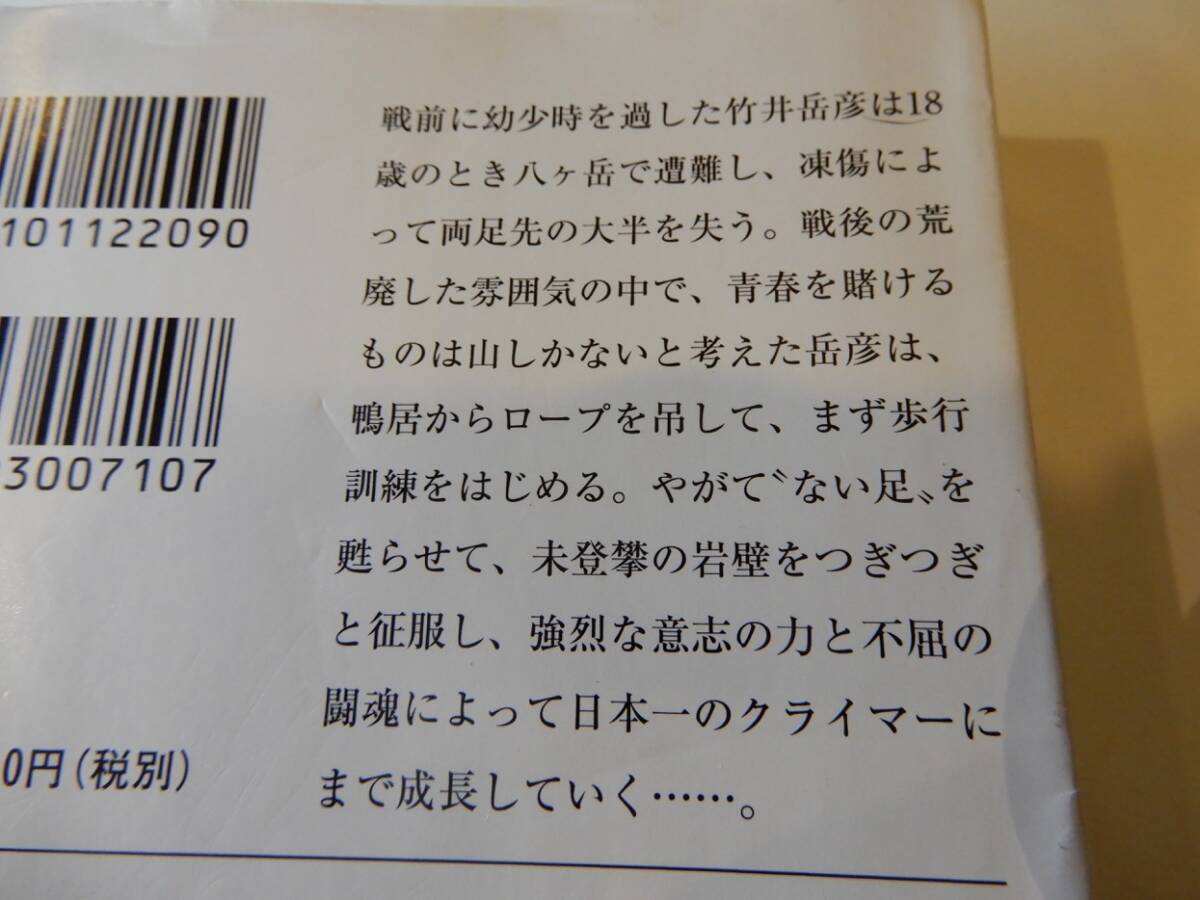 101122090
3007107
0円(税別)
戦前に幼少時を過した竹井岳彦は18
歳のとき八ヶ岳で遭難し、凍傷によ
って両足先の大半を失う。戦後の荒
廃した雰囲気の中で、青春を賭ける
ものは山しかないと考えた岳彦は、
鴨居からロープを吊して、まず歩行
訓練をはじめる。やがて〝ない足〟を
甦らせて、未登攀の岩壁をつぎつぎ
と征服し、強烈な意志の力と不屈の
闘魂によって日本一のクライマーに
まで成長していく……。